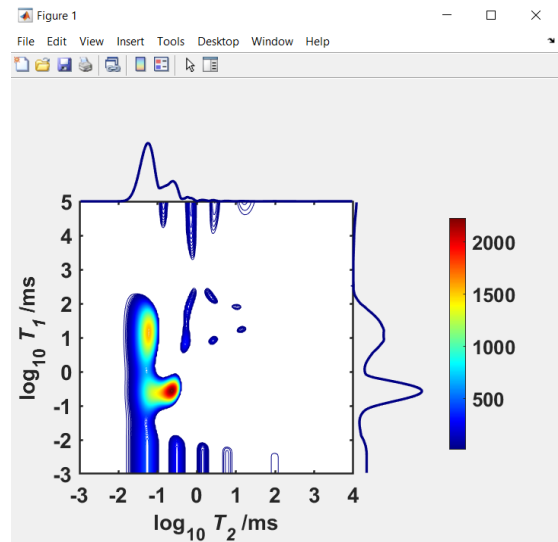 Figure 1
File Edit View Insert Tools Desktop Window Help
5
4
3
2
1
0
-1
-2
-3
log10 T1 /ms
-3 -2 -1 0 1 2 3 4
log10 T2 /ms
2000
1500
1000
500